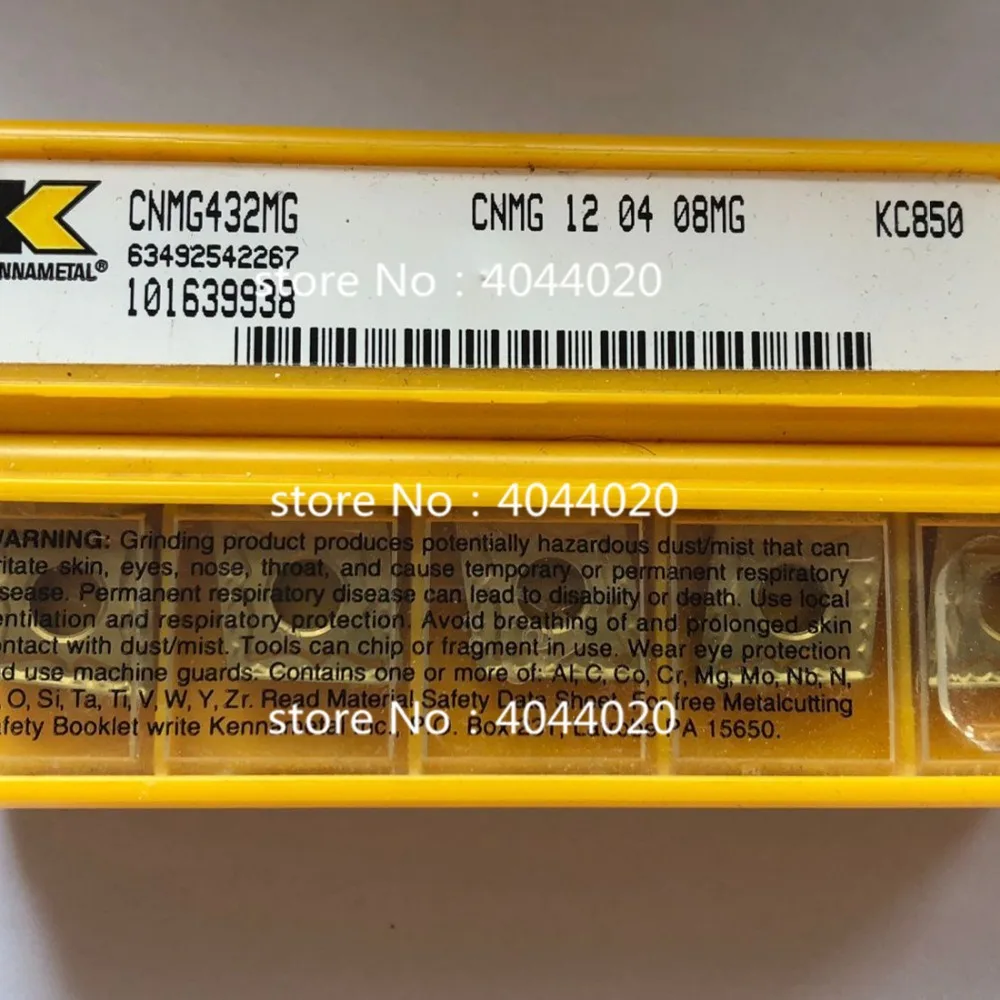 CNMG432MG CNMG 12 04 08MG KC850
63492542267
NNAMETAL®
101639938
store No : 4044020
store No : 4044020
ARNING: Grinding product produces potentially hazardous dust/mist that can
ritate skin, eyes, nose, throat, and cause temporary or permanent respiratory
sease. Permanent respiratory disease can lead to disability or death. Use local
entilation and respiratory protection. Avoid breathing of and prolonged skin
ontact with dust/mist. Tools can chip or fragment in use. Wear eye protection
d use machine guards. Contains one or more of: Al, C, Co, Cr, Mg, Mo, Nb, N,
O, Si, Ta, Ti, V, W, Y, Zr. Read Material Safety Data Sheet. For free Metalcutting
store No : 4044020
afety Booklet write Kennametal Inc., P.O. Box PA 15650.